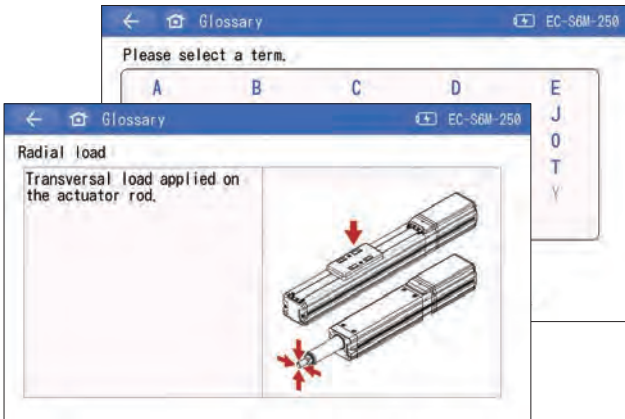 Glossary
EC-S6M-250
Please select a term.
A B C D E
J
O
T
Y
Glossary
EC-S6M-250
Radial load
Transversal load applied on
the actuator rod.